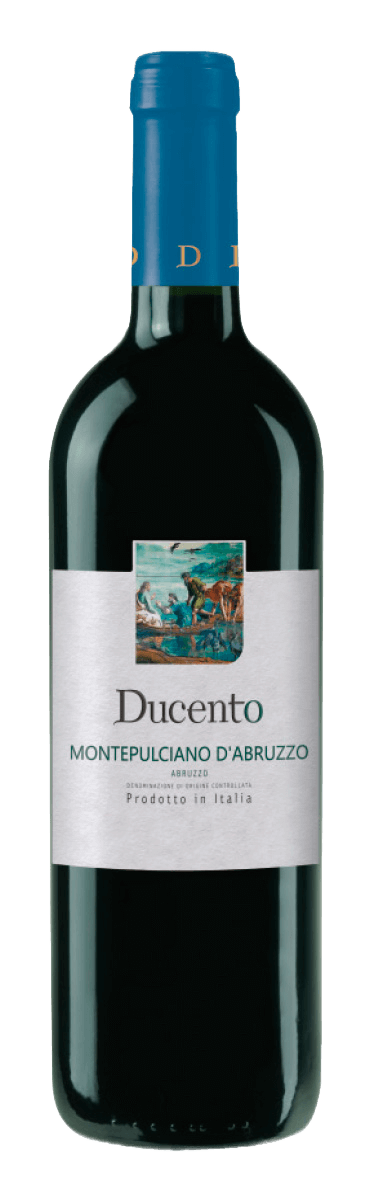 D D I
Ducento
MONTEPULCIANO D'ABRUZZO
ABRUZZO
DENOMINAZIONE DI ORIGINE CONTROLLATA
Prodotto in Italia